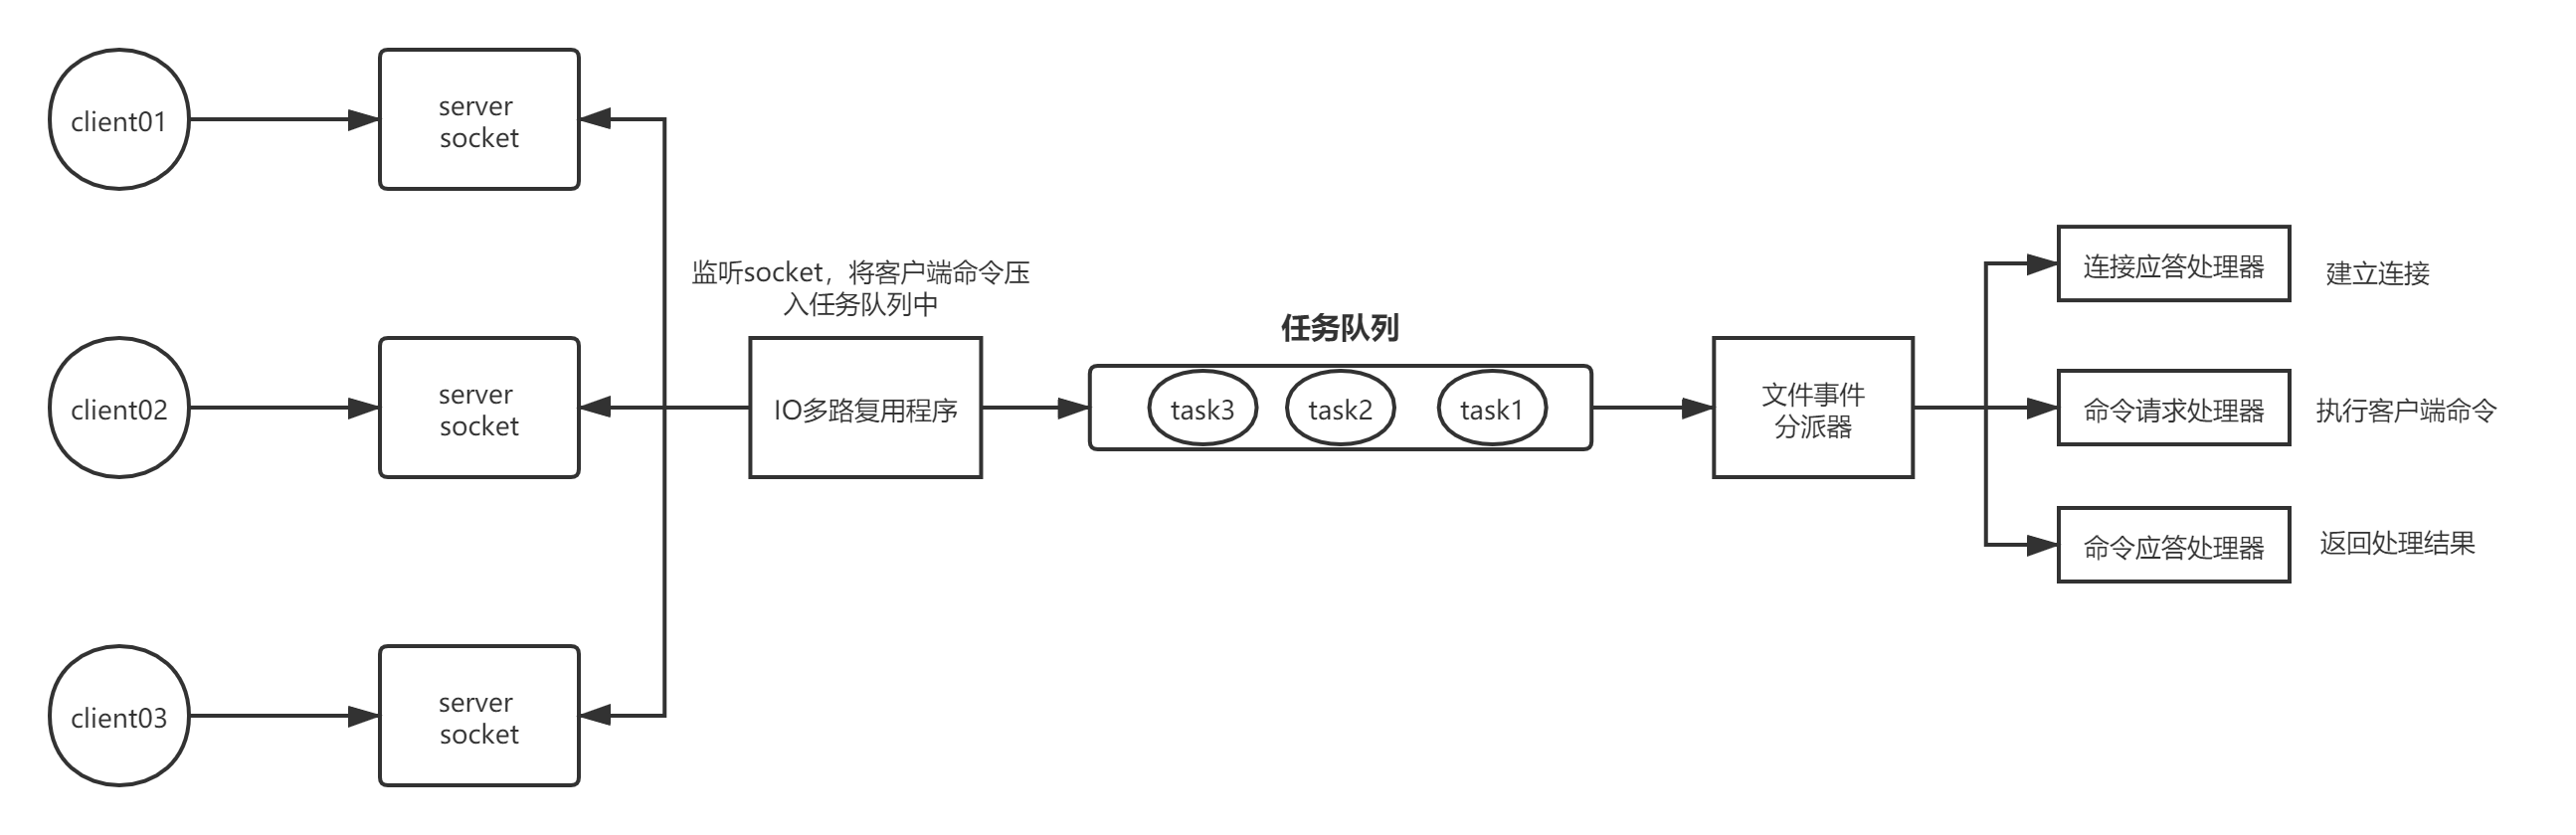 client01
server
socket
client02
server
socket
client03
server
socket
监听socket，将客户端命令压
入任务队列中
IO多路复用程序
任务队列
task3
task2
task1
文件事件
分派器
连接应答处理器
建立连接
命令请求处理器
执行客户端命令
命令应答处理器
返回处理结果